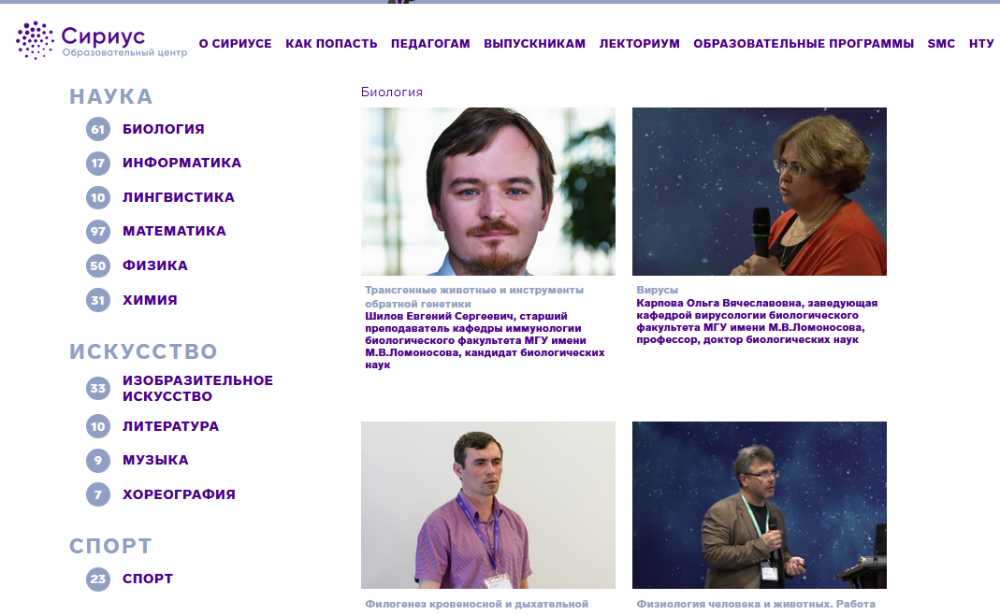 Сириус
Образовательный центр
О СИРИУСЕ КАК ПОПАСТЬ ПЕДАГОГАМ ВЫПУСКНИКАМ ЛЕКТОРИУМ ОБРАЗОВАТЕЛЬНЫЕ ПРОГРАММЫ SMC НТУ
НАУКА
61 БИОЛОГИЯ
17 ИНФОРМАТИКА
10 ЛИНГВИСТИКА
97 МАТЕМАТИКА
50 ФИЗИКА
31 ХИМИЯ
ИСКУССТВО
33 ИЗОБРАЗИТЕЛЬНОЕ
ИСКУССТВО
10 ЛИТЕРАТУРА
9 МУЗЫКА
7 ХОРЕОГРАФИЯ
СПОРТ
23 СПОРТ
Биология
Трансгенные животные и инструменты
обратной генетики
Шилов Евгений Сергеевич, старший
преподаватель кафедры иммунологии
биологического факультета МГУ имени
М.В.Ломоносова, кандидат биологических
наук
Вирусы
Карпова Ольга Вячеславовна, заведующая
кафедрой вирусологии биологического
факультета МГУ имени М.В.Ломоносова,
профессор, доктор биологических наук
Филогенез кровеносной и дыхательной
Физиология человека и животных. Работа